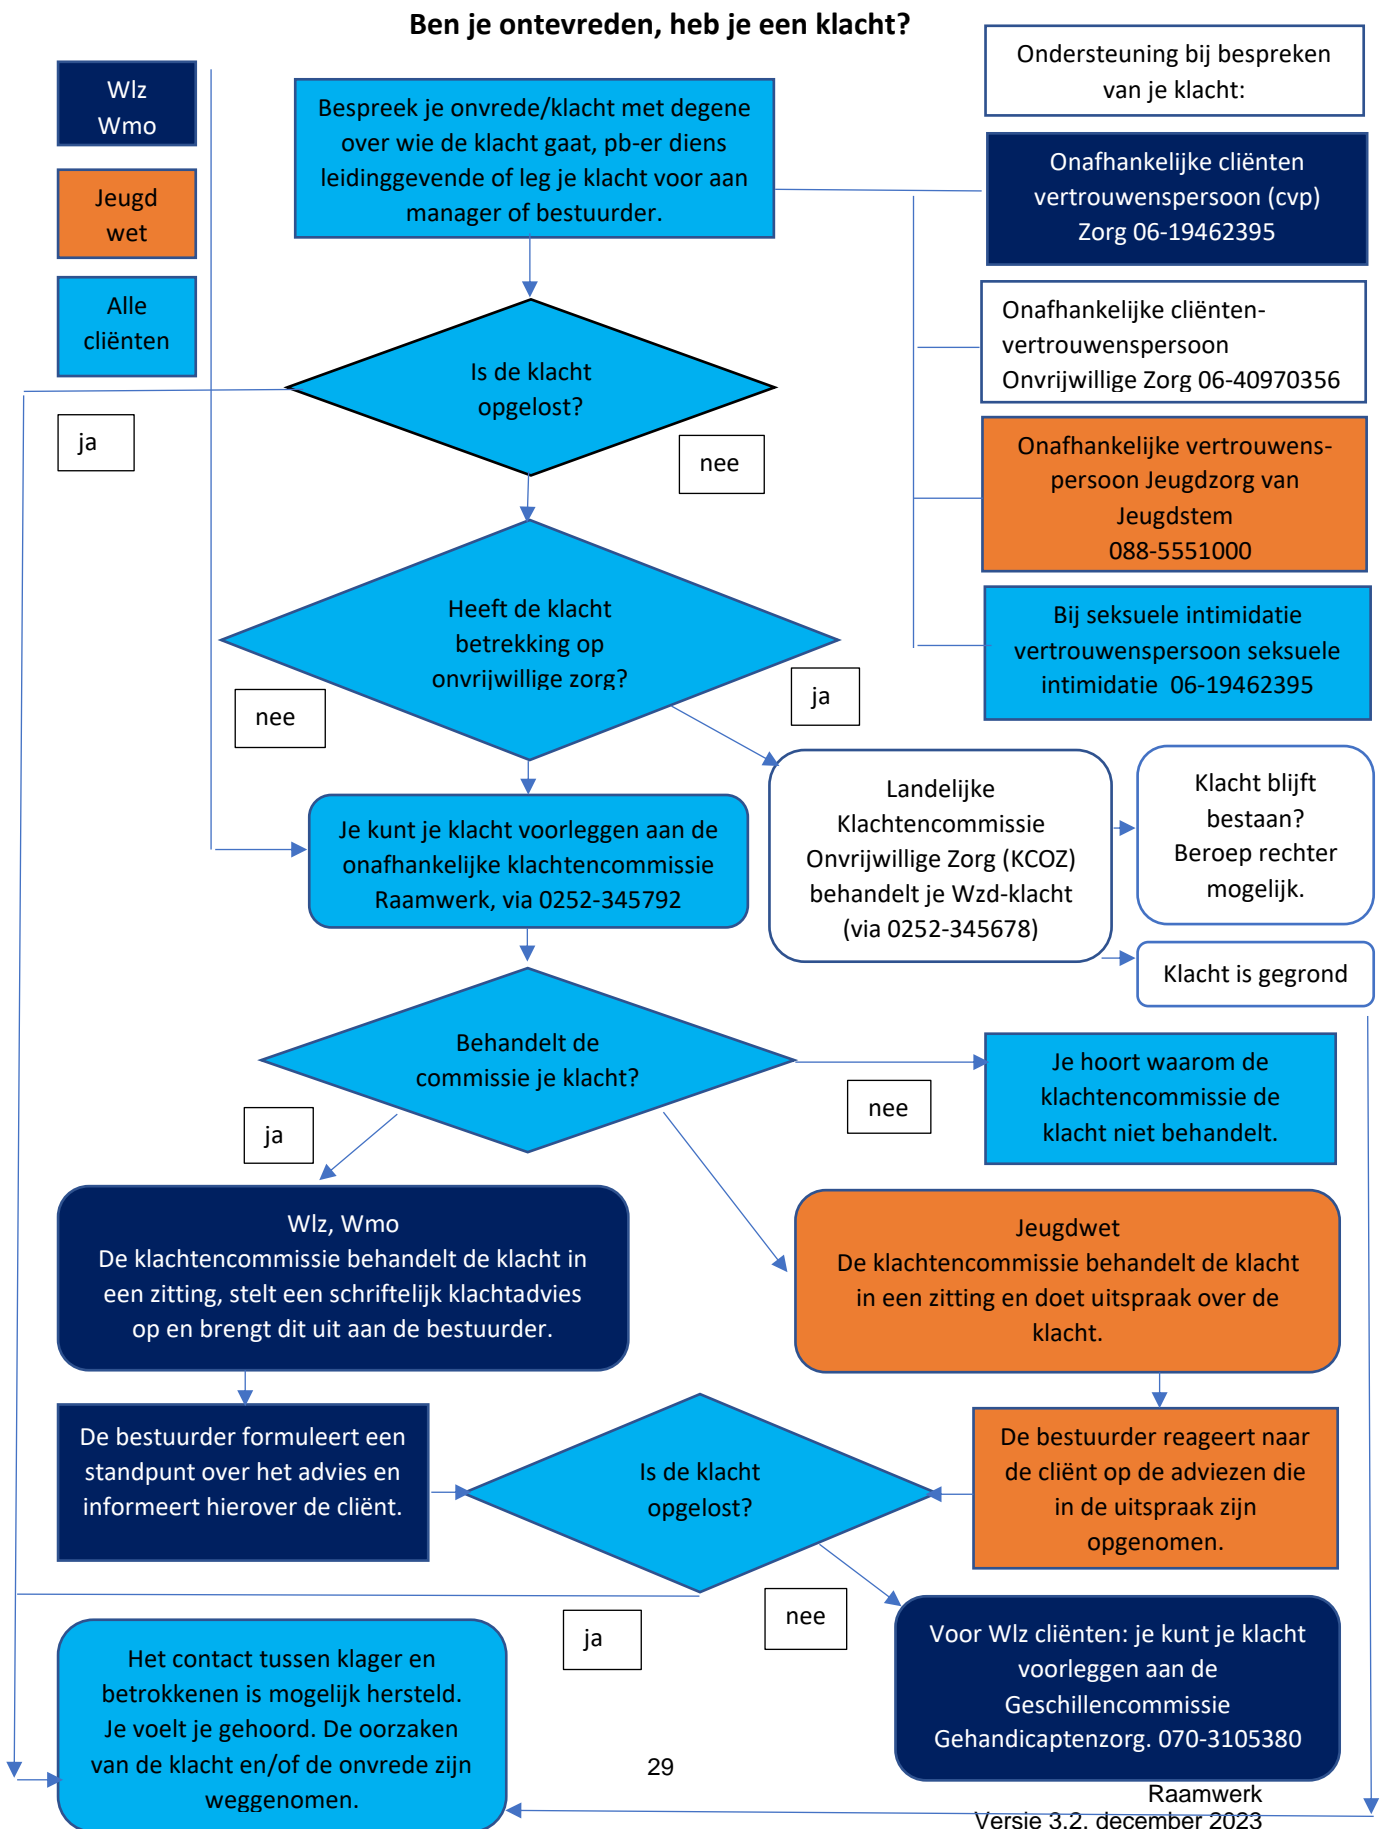 Ben je ontevreden, heb je een klacht?
Wlz
Wmo
Jeugd
wet
Alle
cliënten
Bespreek je onvrede/klacht met degene
over wie de klacht gaat, pb-er diens
leidinggevende of leg je klacht voor aan
manager of bestuurder.
Ondersteuning bij bespreken
van je klacht:
Onafhankelijke cliënten
vertrouwenspersoon (cvp)
Zorg 06-19462395
Onafhankelijke cliënten-
vertrouwenspersoon
Onvrijwillige Zorg 06-40970356
Onafhankelijke vertrouwens-
persoon Jeugdzorg van
Jeugdstem
088-5551000
Bij seksuele intimidatie
vertrouwenspersoon seksuele
intimidatie 06-19462395
Is de klacht
opgelost?
ja
nee
Heeft de klacht
betrekking op
onvrijwillige zorg?
nee
ja
Je kunt je klacht voorleggen aan de
onafhankelijke klachtencommissie
Raamwerk, via 0252-345792
Landelijke
Klachtencommissie
Onvrijwillige Zorg (KCOZ)
behandelt je Wzd-klacht
(via 0252-345678)
Klacht blijft
bestaan?
Beroep rechter
mogelijk.
Klacht is gegrond
Behandelt de
commissie je klacht?
ja
nee
Je hoort waarom de
klachtencommissie de
klacht niet behandelt.
Wlz, Wmo
De klachtencommissie behandelt de klacht in
een zitting, stelt een schriftelijk klachtadvies
op en brengt dit uit aan de bestuurder.
Jeugdwet
De klachtencommissie behandelt de klacht
in een zitting en doet uitspraak over de
klacht.
De bestuurder formuleert een
standpunt over het advies en
informeert hierover de cliënt.
Is de klacht
opgelost?
De bestuurder reageert naar
de cliënt op de adviezen die
in de uitspraak zijn
opgenomen.
ja
nee
Het contact tussen klager en
betrokkenen is mogelijk hersteld.
Je voelt je gehoord. De oorzaken
van de klacht en/of de onvrede zijn
weggenomen.
Voor Wlz cliënten: je kunt je klacht
voorleggen aan de
Geschillencommissie
Gehandicaptenzorg. 070-3105380
29
Raamwerk
Versie 3.2. december 2023